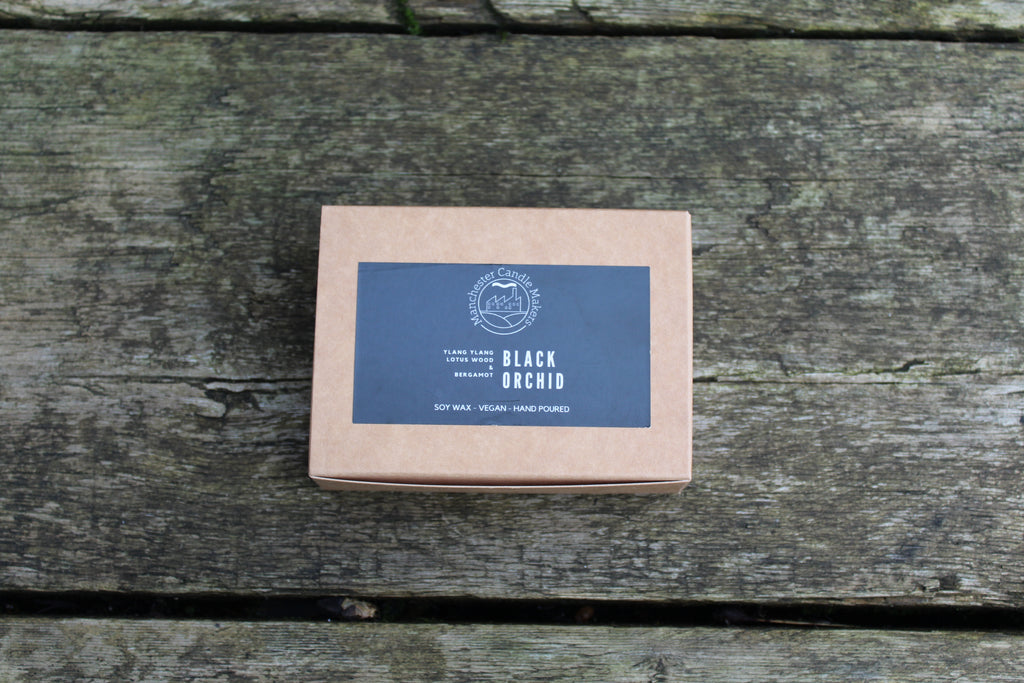 Manchester Candle Makers
YLANG YLANG
LOTUS WOOD
&
BERGAMOT
BLACK
ORCHID
SOY WAX - VEGAN - HAND POURED